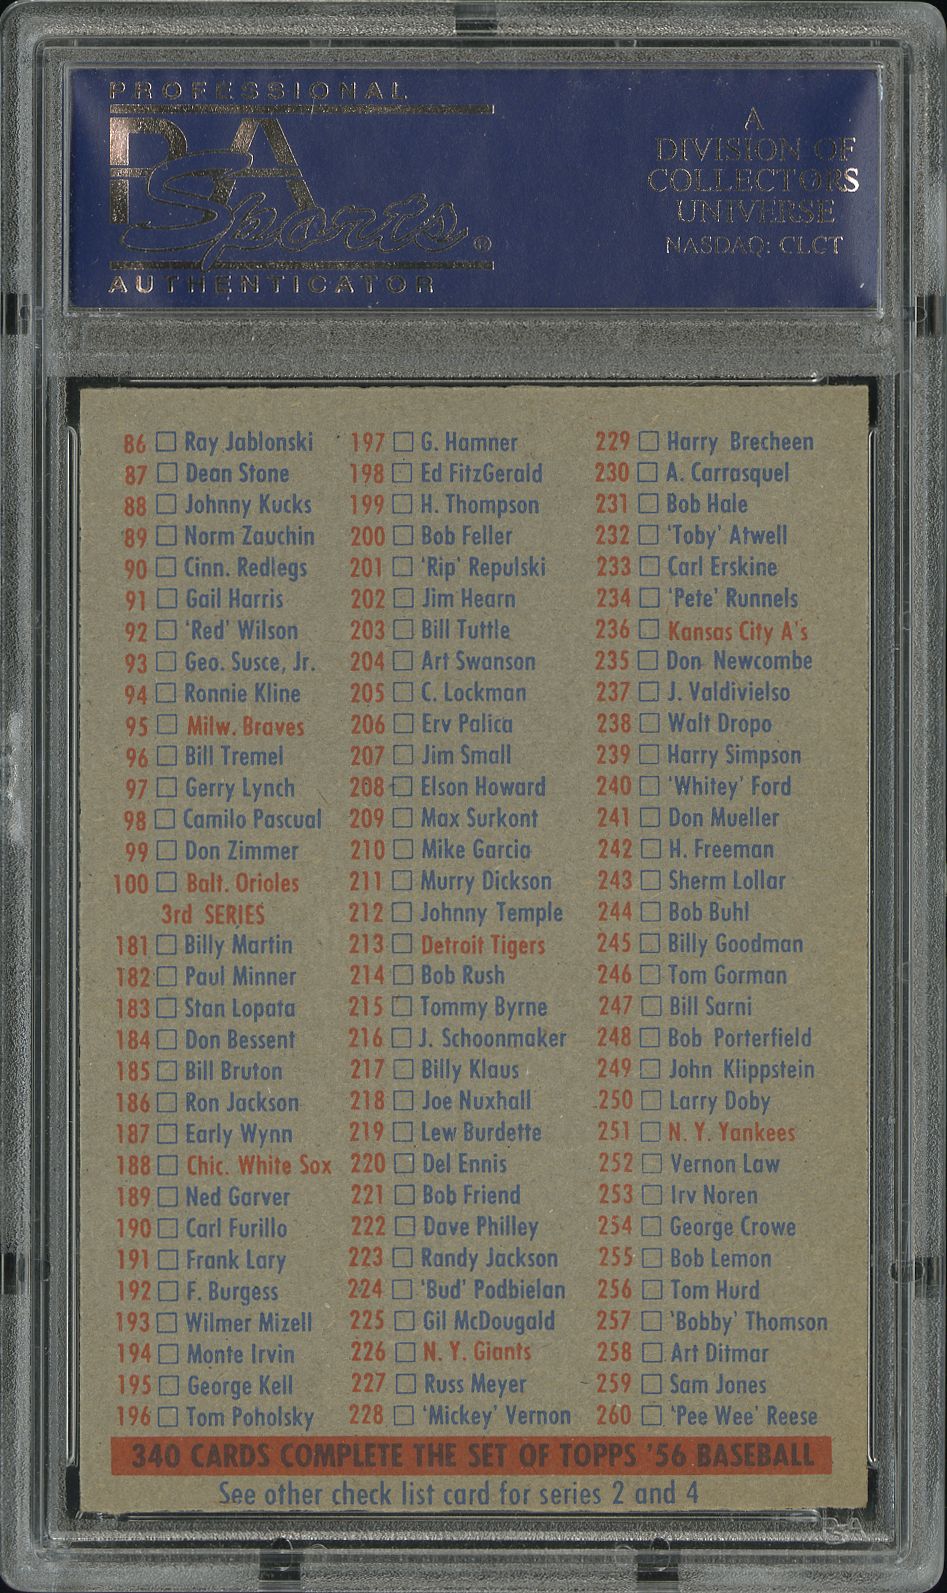 PROFESSIONAL
PSA
Sports ®
AUTHENTICATOR
A
DIVISION OF
COLLECTORS
UNIVERSE
NASDAQ: CLCT
86 Ray Jablonski
87 Dean Stone
88 Johnny Kucks
89 Norm Zauchin
90 Cinn. Redlegs
91 Gail Harris
92 'Red' Wilson
93 Geo. Susce, Jr.
94 Ronnie Kline
95 Milw. Braves
96 Bill Tremel
97 Gerry Lynch
98 Camilo Pascual
99 Don Zimmer
100 Balt. Orioles
3rd SERIES
181 Billy Martin
182 Paul Minner
183 Stan Lopata
184 Don Bessent
185 Bill Bruton
186 Ron Jackson
187 Early Wynn
188 Chic. White Sox
189 Ned Garver
190 Carl Furillo
191 Frank Lary
192 F. Burgess
193 Wilmer Mizell
194 Monte Irvin
195 George Kell
196 Tom Poholsky
197 G. Hamner
198 Ed FitzGerald
199 H. Thompson
200 Bob Feller
201 'Rip' Repulski
202 Jim Hearn
203 Bill Tuttle
204 Art Swanson
205 C. Lockman
206 Erv Palica
207 Jim Small
208 Elson Howard
209 Max Surkont
210 Mike Garcia
211 Murry Dickson
212 Johnny Temple
213 Detroit Tigers
214 Bob Rush
215 Tommy Byrne
216 J. Schoonmaker
217 Billy Klaus
218 Joe Nuxhall
219 Lew Burdette
220 Del Ennis
221 Bob Friend
222 Dave Philley
223 Randy Jackson
224 'Bud' Podbielan
225 Gil McDougald
226 N. Y. Giants
227 Russ Meyer
228 'Mickey' Vernon
229 Harry Brecheen
230 A. Carrasquel
231 Bob Hale
232 'Toby' Atwell
233 Carl Erskine
234 'Pete' Runnels
236 Kansas City A's
235 Don Newcombe
237 J. Valdivielso
238 Walt Dropo
239 Harry Simpson
240 'Whitey' Ford
241 Don Mueller
242 H. Freeman
243 Sherm Lollar
244 Bob Buhl
245 Billy Goodman
246 Tom Gorman
247 Bill Sarni
248 Bob Porterfield
249 John Klippstein
250 Larry Doby
251 N. Y. Yankees
252 Vernon Law
253 Irv Noren
254 George Crowe
255 Bob Lemon
256 Tom Hurd
257 'Bobby' Thomson
258 Art Ditmar
259 Sam Jones
260 'Pee Wee' Reese
340 CARDS COMPLETE THE SET OF TOPPS '56 BASEBALL
See other check list card for series 2 and 4
PSA